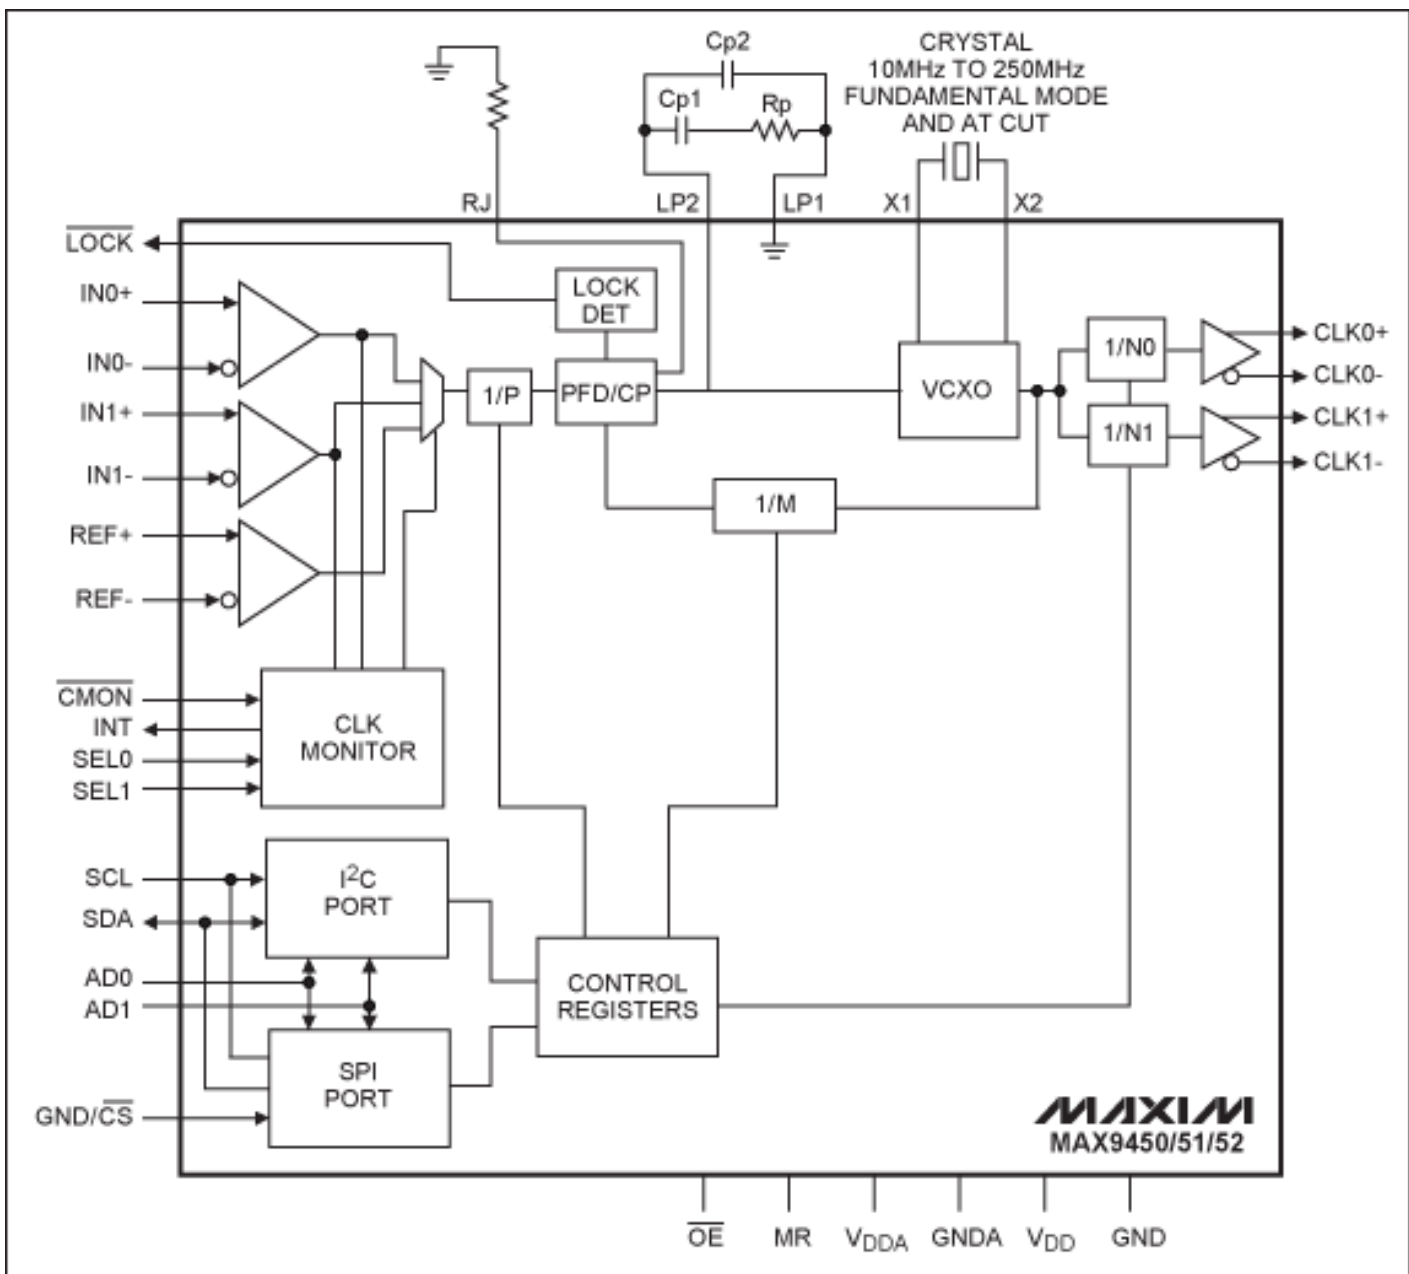 Cp2
CRYSTAL
10MHz TO 250MHz
FUNDAMENTAL MODE
AND AT CUT
Cp1
Rp
RJ
LP2
LP1
X1
X2
LOCK
IN0+
IN0-
IN1+
IN1-
REF+
REF-
LOCK
DET
1/P
PFD/CP
VCXO
1/N0
1/N1
1/M
CLK0+
CLK0-
CLK1+
CLK1-
CMON
INT
SEL0
SEL1
CLK
MONITOR
SCL
SDA
AD0
AD1
GND/CS
I²C
PORT
SPI
PORT
CONTROL
REGISTERS
MAXIM
MAX9450/51/52
OE
MR
VDDA
GNDA
VDD
GND